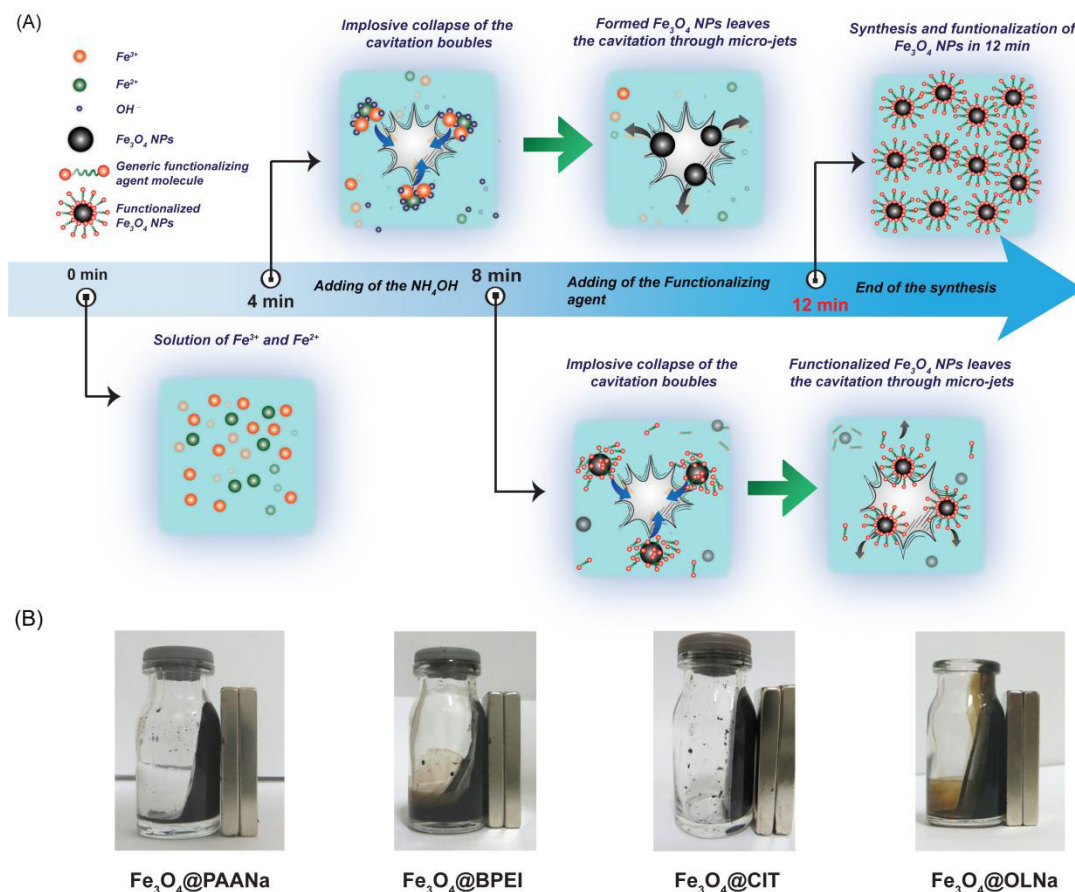 (A)
Fe³⁺
Fe²⁺
OH⁻
Fe₃O₄ NPs
Generic functionalizing
agent molecule
Functionalized
Fe₃O₄ NPs
Implosive collapse of the
cavitation boubles
Formed Fe₃O₄ NPs leaves
the cavitation through micro-jets
Synthesis and funtionalization of
Fe₃O₄ NPs in 12 min
0 min
4 min
Adding of the NH₄OH
8 min
Adding of the Functionalizing
agent
12 min
End of the synthesis
Solution of Fe³⁺ and Fe²⁺
Implosive collapse of the
cavitation boubles
Functionalized Fe₃O₄ NPs leaves
the cavitation through micro-jets
(B)
Fe₃O₄@PAANa
Fe₃O₄@BPEI
Fe₃O₄@CIT
Fe₃O₄@OLNa